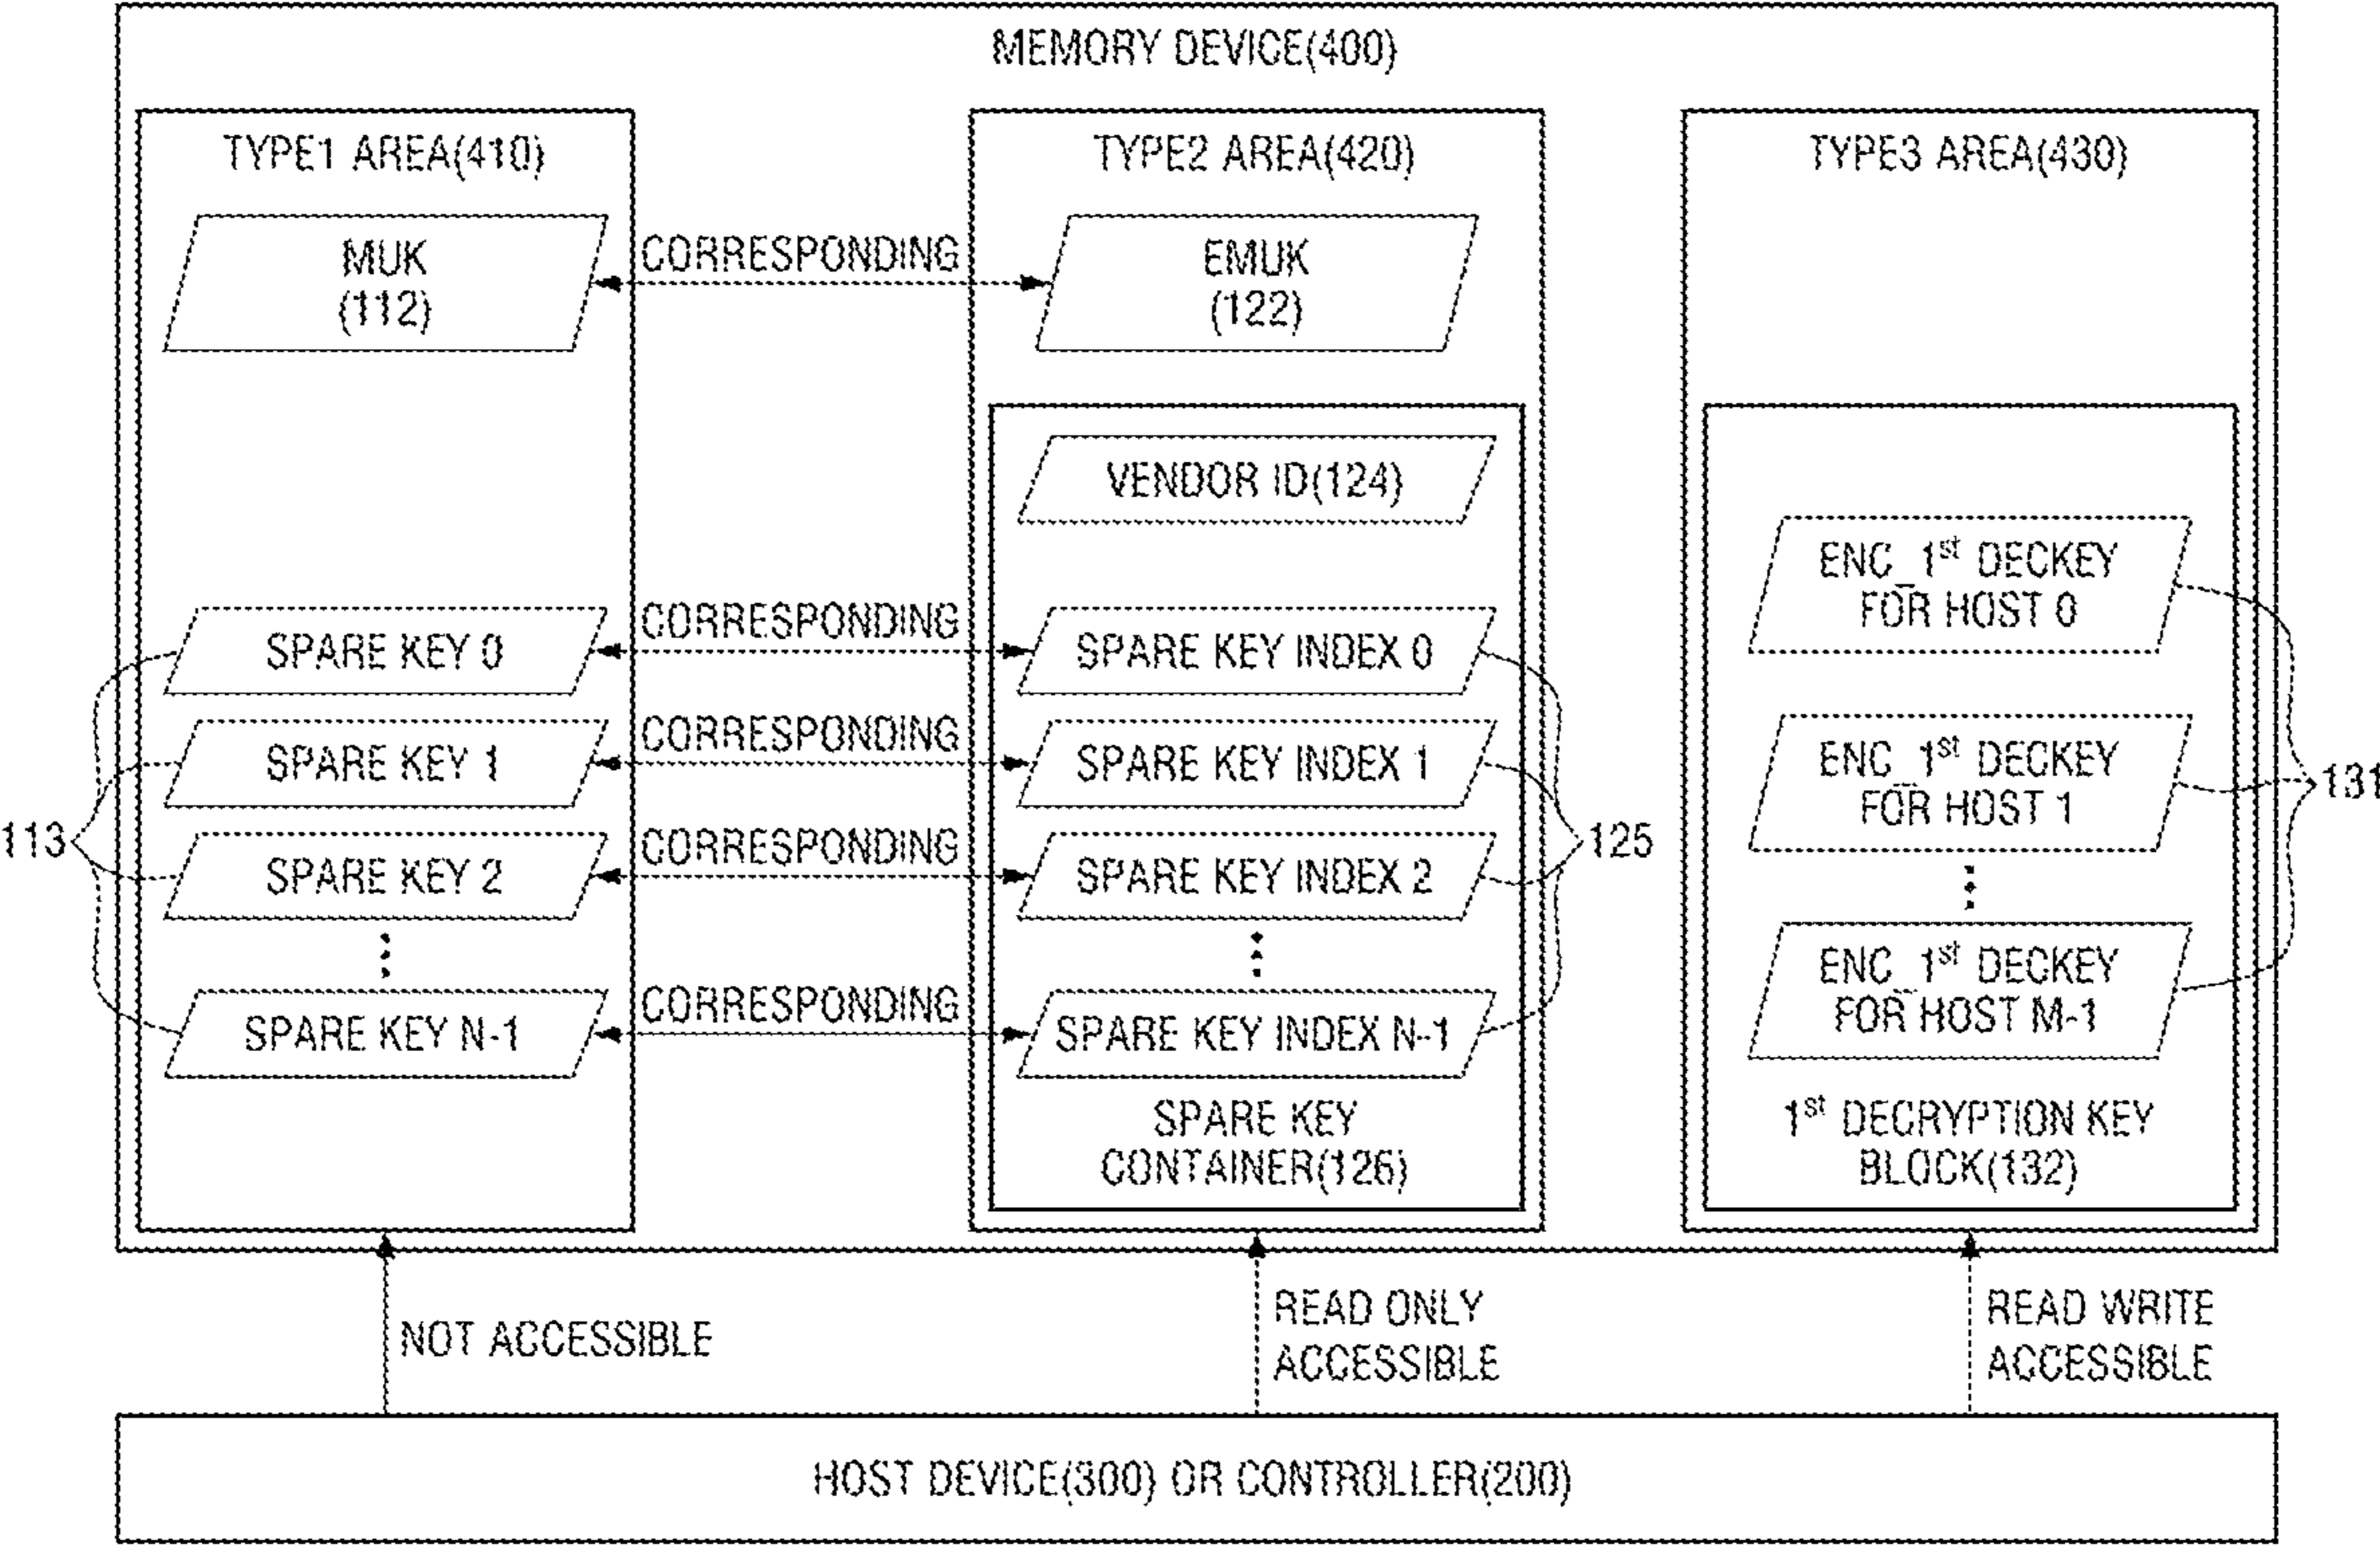 MEMORY DEVICE(400)
TYPE1 AREA(410)
MUK
(112)
SPARE KEY 0
SPARE KEY 1
SPARE KEY 2
SPARE KEY N-1
113
CORRESPONDING
CORRESPONDING
CORRESPONDING
CORRESPONDING
CORRESPONDING
TYPE2 AREA(420)
EMUK
(122)
VENDOR ID(124)
SPARE KEY INDEX 0
SPARE KEY INDEX 1
SPARE KEY INDEX 2
SPARE KEY INDEX N-1
SPARE KEY
CONTAINER(126)
125
TYPE3 AREA(430)
ENC_1st DECKEY
FOR HOST 0
ENC_1st DECKEY
FOR HOST 1
ENC_1st DECKEY
FOR HOST M-1
1st DECRYPTION KEY
BLOCK(132)
131
NOT ACCESSIBLE
READ ONLY
ACCESSIBLE
READ WRITE
ACCESSIBLE
HOST DEVICE(300) OR CONTROLLER(200)